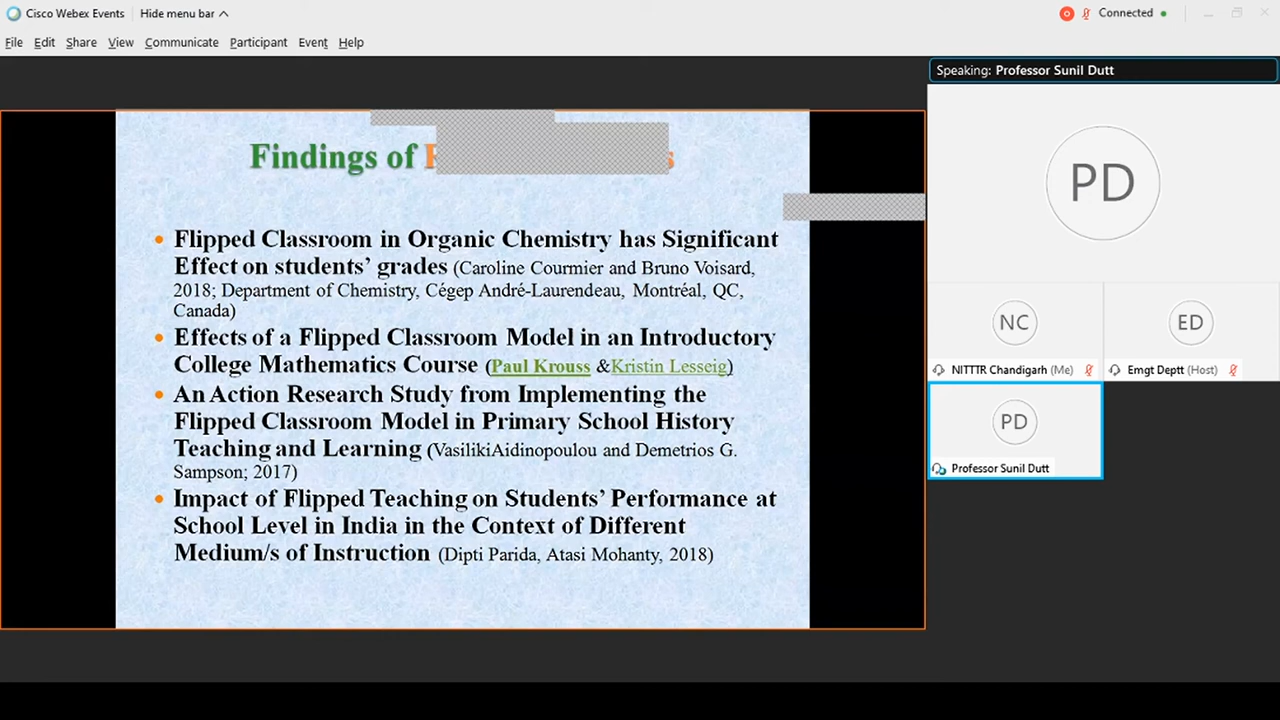 Cisco Webex Events
Hide menu bar
Connected
File Edit Share View Communicate Participant Event Help
Speaking: Professor Sunil Dutt
Findings of
• Flipped Classroom in Organic Chemistry has Significant
Effect on students’ grades (Caroline Courmier and Bruno Voisard,
2018; Department of Chemistry, Cégep André-Laurendeau, Montréal, QC,
Canada)
• Effects of a Flipped Classroom Model in an Introductory
College Mathematics Course (Paul Krouss &Kristin Lesseig)
• An Action Research Study from Implementing the
Flipped Classroom Model in Primary School History
Teaching and Learning (VasilikiAidinopoulou and Demetrios G.
Sampson; 2017)
• Impact of Flipped Teaching on Students’ Performance at
School Level in India in the Context of Different
Medium/s of Instruction (Dipti Parida, Atasi Mohanty, 2018)
PD
NC
ED
NITTTR Chandigarh (Me)
Emgt Deptt (Host)
PD
Professor Sunil Dutt